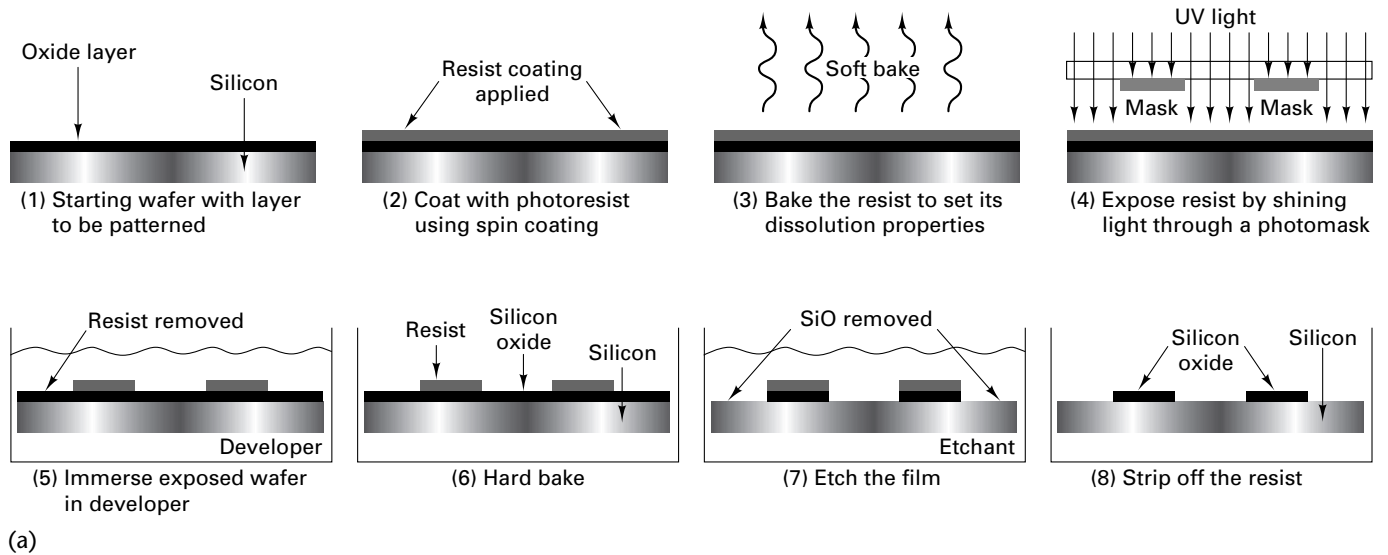 Oxide layer
Silicon
(1) Starting wafer with layer
to be patterned
Resist coating
applied
(2) Coat with photoresist
using spin coating
Soft bake
(3) Bake the resist to set its
dissolution properties
UV light
Mask
Mask
(4) Expose resist by shining
light through a photomask
Resist removed
Developer
(5) Immerse exposed wafer
in developer
Resist
Silicon
oxide
Silicon
(6) Hard bake
SiO removed
Etchant
(7) Etch the film
Silicon
oxide
Silicon
(8) Strip off the resist
(a)